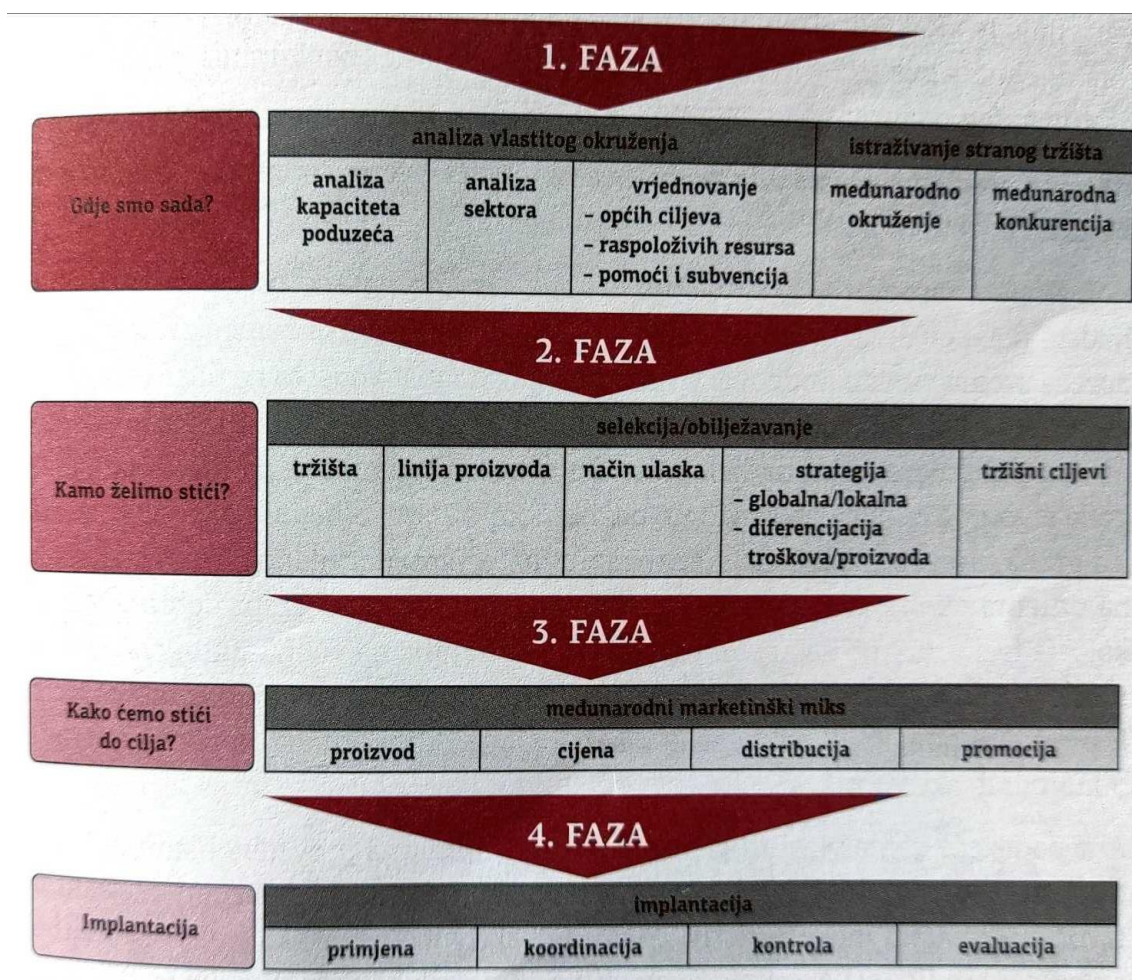 1. FAZA
Gdje smo sada?
analiza vlastitog okruženja
istraživanje stranog tržišta
analiza
kapaciteta
poduzeća
analiza
sektora
vrjednovanje
– općih ciljeva
– raspoloživih resursa
– pomoći i subvencija
međunarodno
okruženje
međunarodna
konkurencija
2. FAZA
Kamo želimo stići?
selekcija/obilježavanje
tržišta
linija proizvoda
način ulaska
strategija
– globalna/lokalna
– diferencijacija
troškova/proizvoda
tržišni ciljevi
3. FAZA
Kako ćemo stići
do cilja?
međunarodni marketinški miks
proizvod
cijena
distribucija
promocija
4. FAZA
Implantacija
implantacija
primjena
koordinacija
kontrola
evaluacija